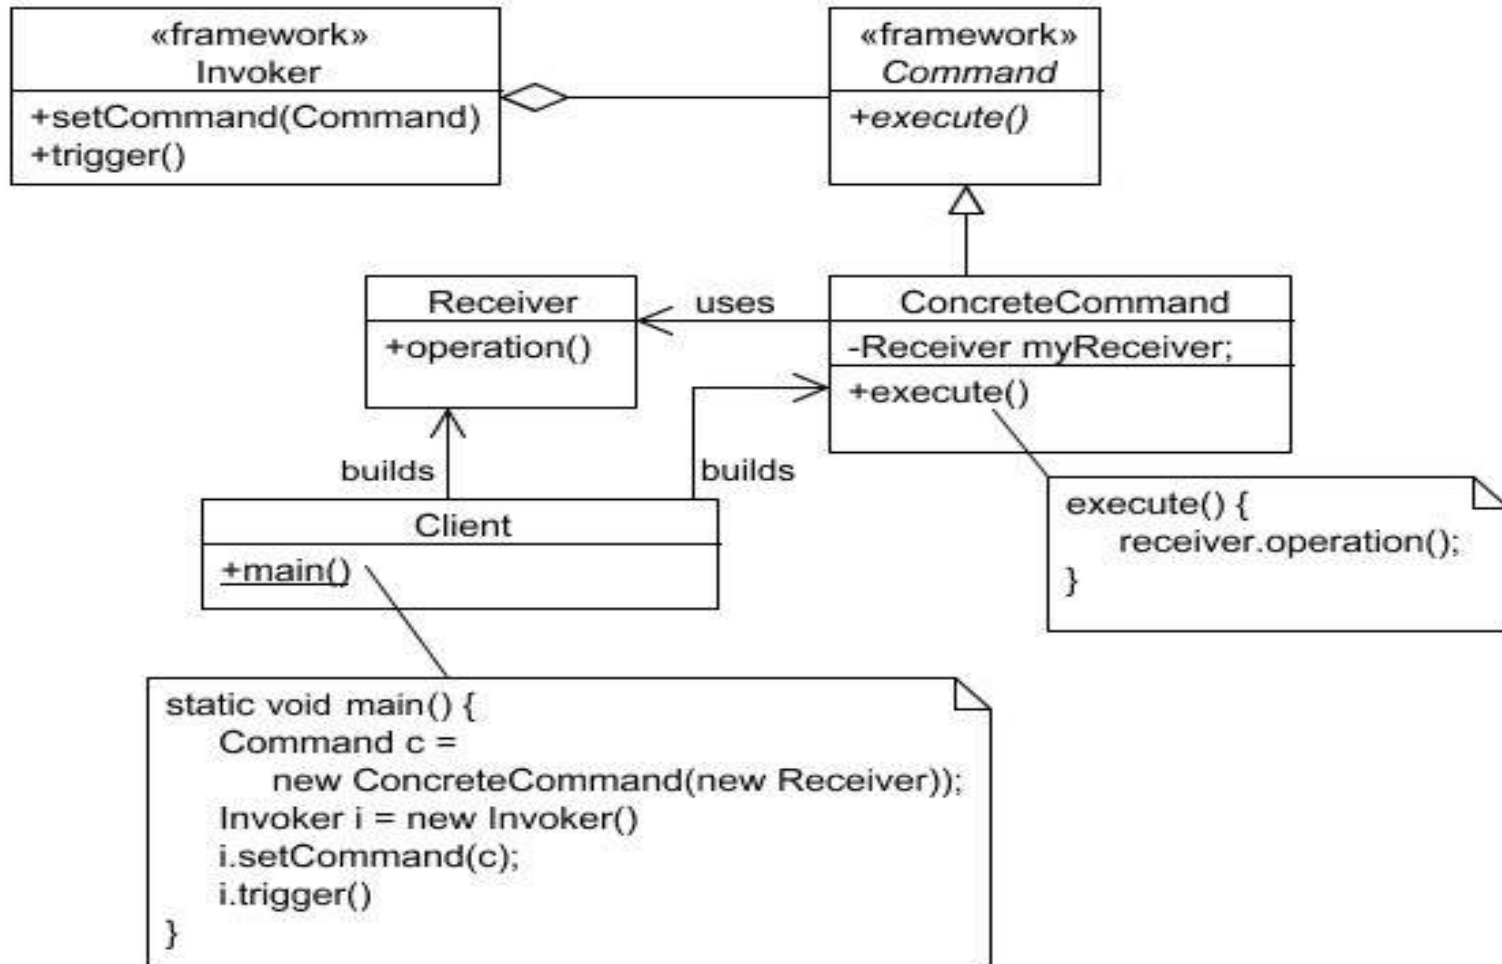 «framework»
Invoker
+setCommand(Command)
+trigger()
«framework»
Command
+execute()
Receiver
+operation()
uses
ConcreteCommand
-Receiver myReceiver;
+execute()
builds
builds
Client
+main()
execute() {
receiver.operation();
}
static void main() {
Command c =
new ConcreteCommand(new Receiver));
Invoker i = new Invoker()
i.setCommand(c);
i.trigger()
}